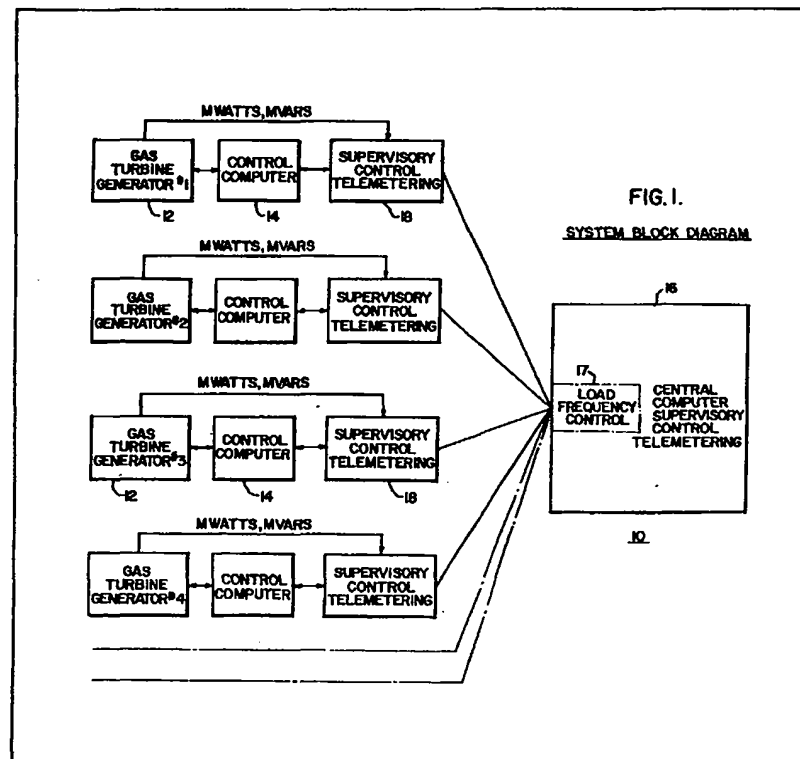 MWATTS, MVARS
GAS
TURBINE
GENERATOR #1
CONTROL
COMPUTER
SUPERVISORY
CONTROL
TELEMETERING
12
14
18
MWATTS, MVARS
GAS
TURBINE
GENERATOR #2
CONTROL
COMPUTER
SUPERVISORY
CONTROL
TELEMETERING
MWATTS, MVARS
GAS
TURBINE
GENERATOR #3
CONTROL
COMPUTER
SUPERVISORY
CONTROL
TELEMETERING
12
14
18
MWATTS, MVARS
GAS
TURBINE
GENERATOR #4
CONTROL
COMPUTER
SUPERVISORY
CONTROL
TELEMETERING
FIG. 1.
SYSTEM BLOCK DIAGRAM
16
17
LOAD
FREQUENCY
CONTROL
CENTRAL
COMPUTER
SUPERVISORY
CONTROL
TELEMETERING
10